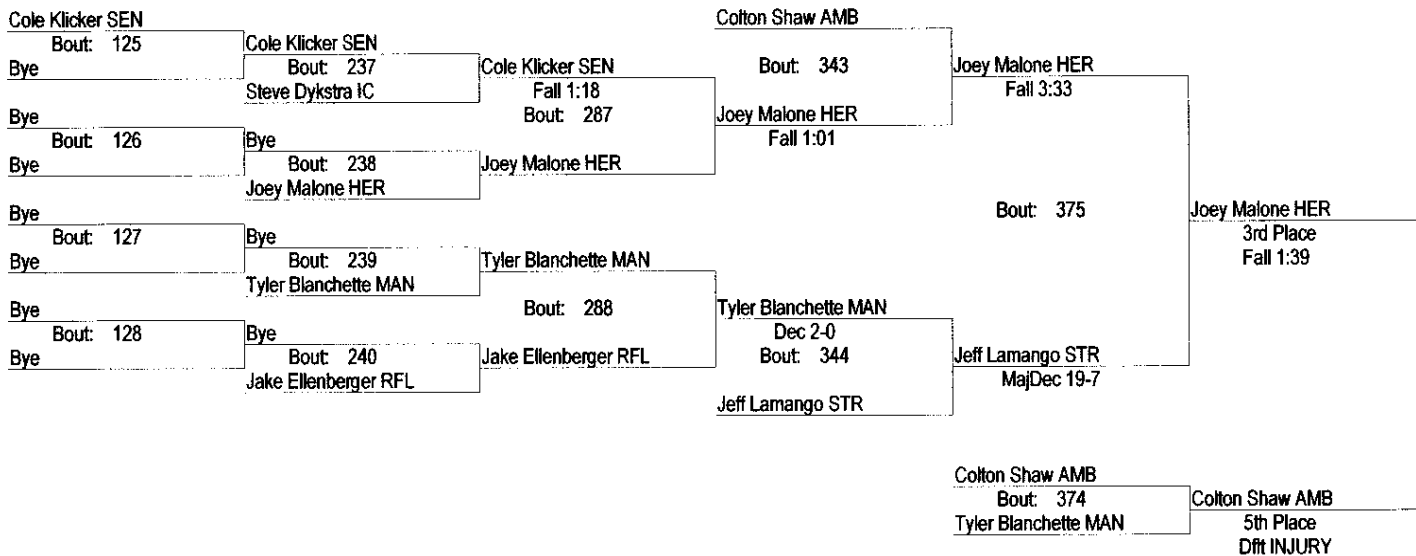 Cole Klicker SEN
Bout: 125
Bye
Bye
Bout: 126
Bye
Bye
Bout: 127
Bye
Bye
Bout: 128
Bye
Cole Klicker SEN
Bout: 237
Steve Dykstra IC
Bye
Bout: 238
Joey Malone HER
Bye
Bout: 239
Tyler Blanchette MAN
Bye
Bout: 240
Jake Ellenberger RFL
Cole Klicker SEN
Fall 1:18
Bout: 287
Joey Malone HER
Tyler Blanchette MAN
Bout: 288
Jake Ellenberger RFL
Colton Shaw AMB
Bout: 343
Joey Malone HER
Fall 1:01
Tyler Blanchette MAN
Dec 2-0
Bout: 344
Jeff Lamango STR
Joey Malone HER
Fall 3:33
Bout: 375
Jeff Lamango STR
MajDec 19-7
Joey Malone HER
3rd Place
Fall 1:39
Colton Shaw AMB
Bout: 374
Tyler Blanchette MAN
Colton Shaw AMB
5th Place
Dflt INJURY